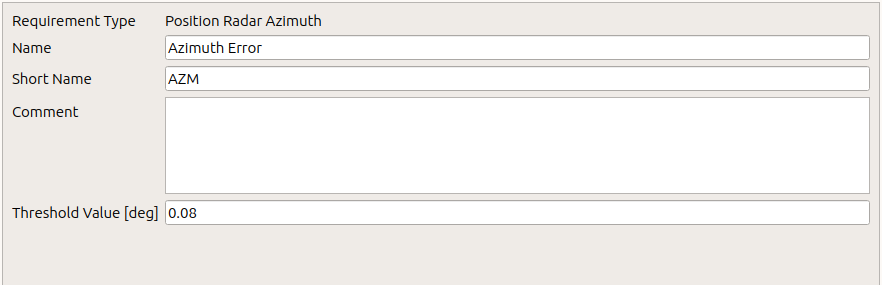 Requirement Type Position Radar Azimuth
Name Azimuth Error
Short Name AZM
Comment
Threshold Value [deg] 0.08